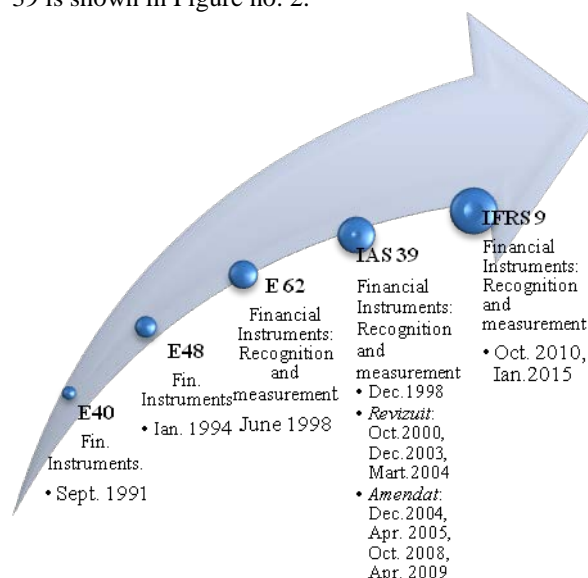 39 is shown in Figure no. 2.
E40
Fin.
Instruments.
• Sept. 1991
E48
Fin.
Instruments
• Ian. 1994
E 62
Financial
Instruments:
Recognition
and
measurement
June 1998
IAS 39
Financial
Instruments:
Recognition
and
measurement
• Dec.1998
• Revizuit:
Oct.2000,
Dec.2003,
Mart.2004
• Amendat:
Dec.2004,
Apr. 2005,
Oct. 2008,
Apr. 2009
IFRS 9
Financial
Instruments:
Recognition
and
measurement
• Oct. 2010,
Ian.2015